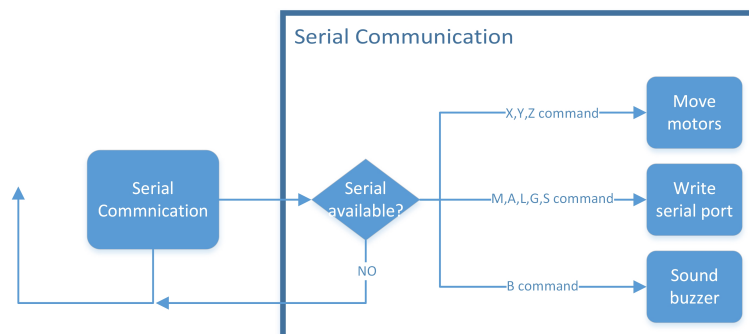 Serial Communication
X,Y,Z command
Move
motors
Serial
Commnication
Serial
available?
M,A,L,G,S command
Write
serial port
NO
B command
Sound
buzzer